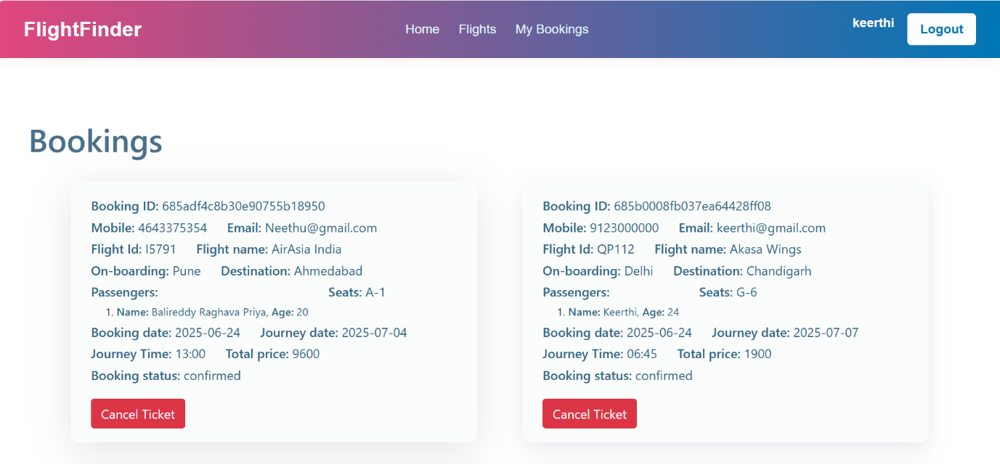 FlightFinder Home Flights My Bookings keerthi Logout
Bookings
Booking ID: 685adf4c8b30e90755b18950
Mobile: 4643375354 Email: Neethu@gmail.com
Flight Id: I5791 Flight name: AirAsia India
On-boarding: Pune Destination: Ahmedabad
Passengers: Seats: A-1
1. Name: Balireddy Raghava Priya, Age: 20
Booking date: 2025-06-24 Journey date: 2025-07-04
Journey Time: 13:00 Total price: 9600
Booking status: confirmed
Cancel Ticket
Booking ID: 685b0008fb037ea64428ff08
Mobile: 9123000000 Email: keerthi@gmail.com
Flight Id: QP112 Flight name: Akasa Wings
On-boarding: Delhi Destination: Chandigarh
Passengers: Seats: G-6
1. Name: Keerthi, Age: 24
Booking date: 2025-06-24 Journey date: 2025-07-07
Journey Time: 06:45 Total price: 1900
Booking status: confirmed
Cancel Ticket